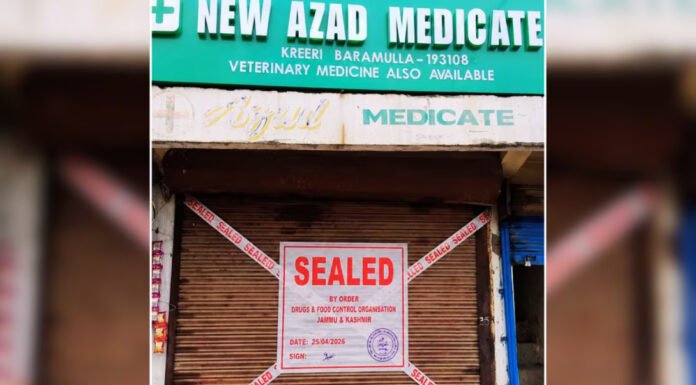 NEW AZAD MEDICATE
KREERI BARAMULLA-193108
VETERINARY MEDICINE ALSO AVAILABLE
MEDICATE
SEALED
SEALED
SEALED
SEALED
BY ORDER
DRUGS & FOOD CONTROL ORGANISATION
JAMMU & KASHMIR
DATE: 25/04/2026
SIGN:
SEALED
SEALED